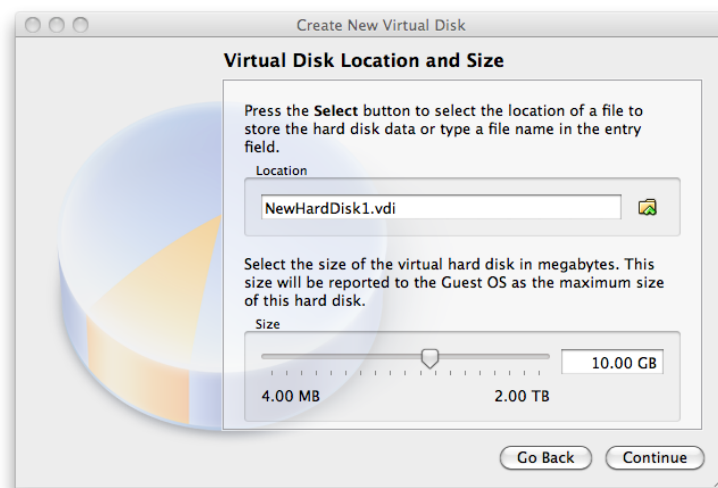 Create New Virtual Disk
Virtual Disk Location and Size
Press the Select button to select the location of a file to
store the hard disk data or type a file name in the entry
field.
Location
NewHardDisk1.vdi
Select the size of the virtual hard disk in megabytes. This
size will be reported to the Guest OS as the maximum size
of this hard disk.
Size
10.00 GB
4.00 MB 2.00 TB
Go Back Continue